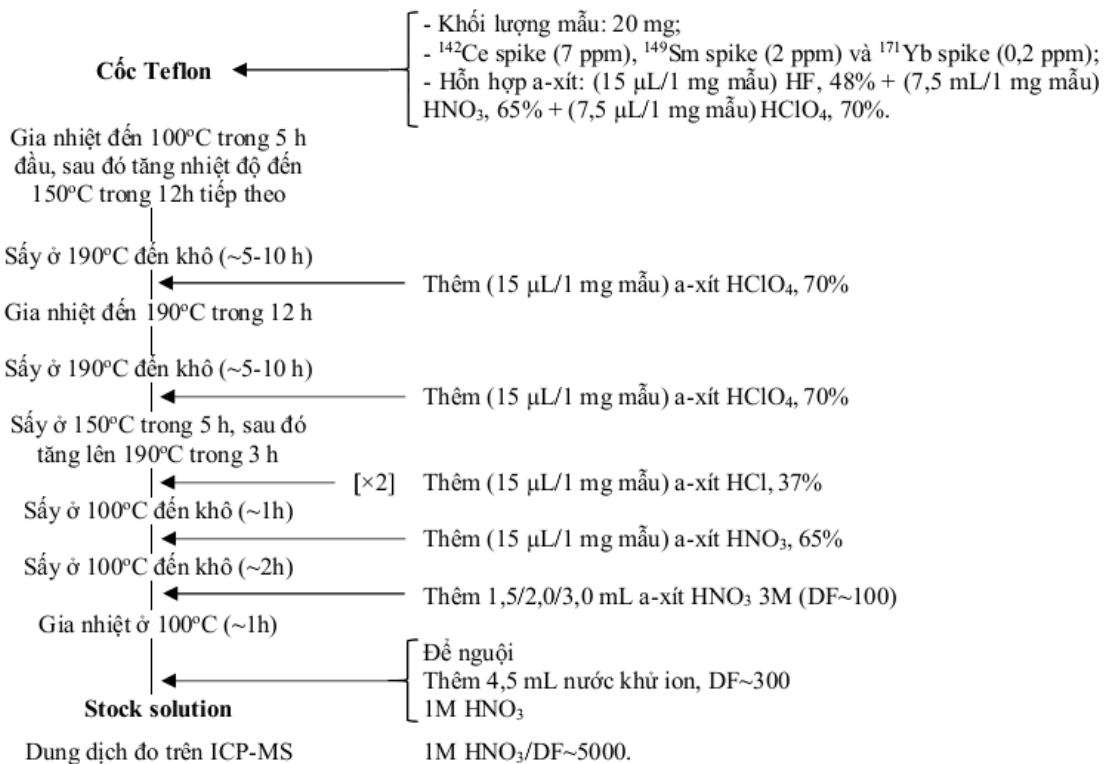 - Khối lượng mẫu: 20 mg;
- ¹⁴²Ce spike (7 ppm), ¹⁴⁹Sm spike (2 ppm) và ¹⁷¹Yb spike (0,2 ppm);
Cốc Teflon
- Hỗn hợp a-xít: (15 μL/1 mg mẫu) HF, 48% + (7,5 mL/1 mg mẫu)
HNO₃, 65% + (7,5 μL/1 mg mẫu) HClO₄, 70%.
Gia nhiệt đến 100°C trong 5 h
đầu, sau đó tăng nhiệt độ đến
150°C trong 12h tiếp theo
Sấy ở 190°C đến khô (~5-10 h)
Thêm (15 μL/1 mg mẫu) a-xít HClO₄, 70%
Gia nhiệt đến 190°C trong 12 h
Sấy ở 190°C đến khô (~5-10 h)
Thêm (15 μL/1 mg mẫu) a-xít HClO₄, 70%
Sấy ở 150°C trong 5 h, sau đó
tăng lên 190°C trong 3 h
[×2] Thêm (15 μL/1 mg mẫu) a-xít HCl, 37%
Sấy ở 100°C đến khô (~1h)
Thêm (15 μL/1 mg mẫu) a-xít HNO₃, 65%
Sấy ở 100°C đến khô (~2h)
Thêm 1,5/2,0/3,0 mL a-xít HNO₃ 3M (DF~100)
Gia nhiệt ở 100°C (~1h)
Để nguội
Thêm 4,5 mL nước khử ion, DF~300
Stock solution
1M HNO₃
Dung dịch đo trên ICP-MS
1M HNO₃/DF~5000.